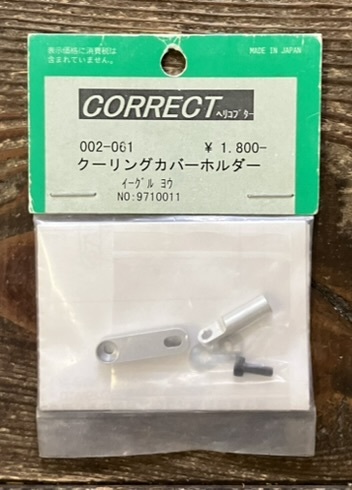 表示価格に消費税は
含まれていません。
MADE IN JAPAN
CORRECT ヘリコプター
002-061 ¥ 1.800-
クーリングカバーホルダー
イーグル ヨウ
NO:9710011